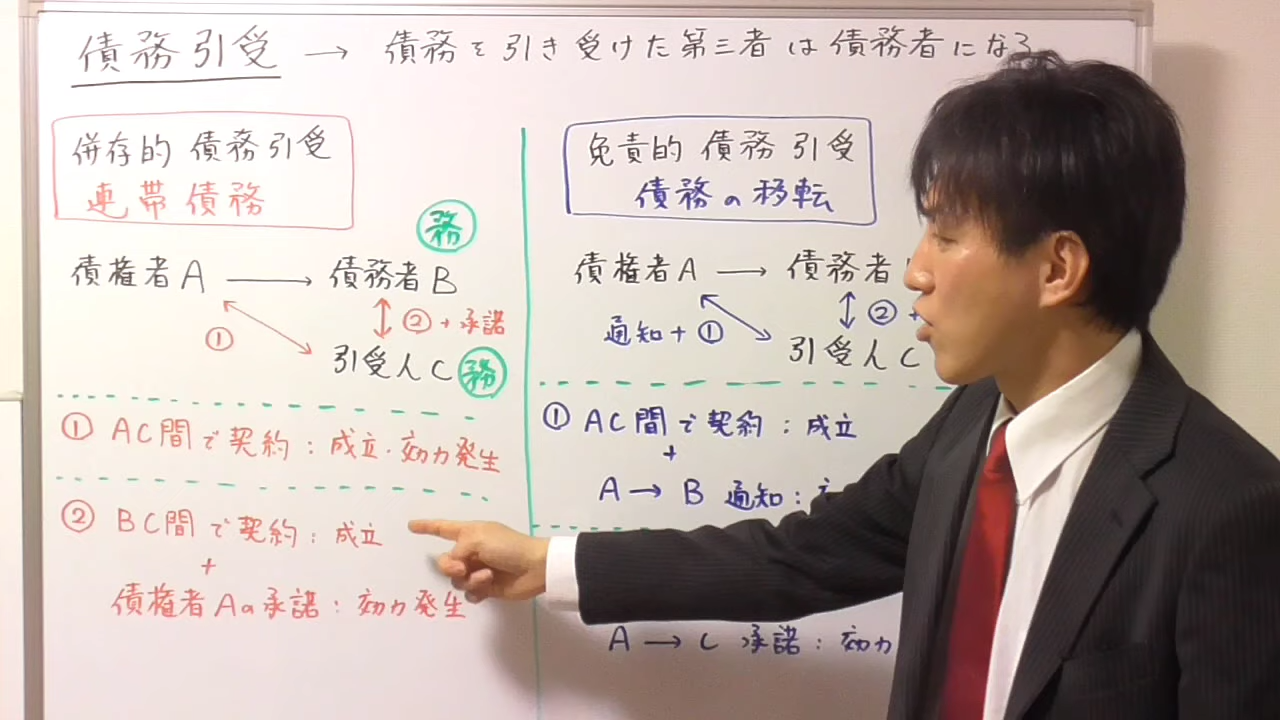 債務引受 → 債務を引き受けた第三者は債務者になる
併存的 債務引受
連帯債務
務
債権者A → 債務者B
① ②+承諾
引受人C 務
① AC間で契約：成立・効力発生
② BC間で契約：成立
+
債権者Aの承諾：効力発生
免責的 債務引受
債務の移転
債権者A → 債務者
通知+① ②+
引受人C
① AC間で契約：成立
+
A→B 通知：
A→C 承諾：効力